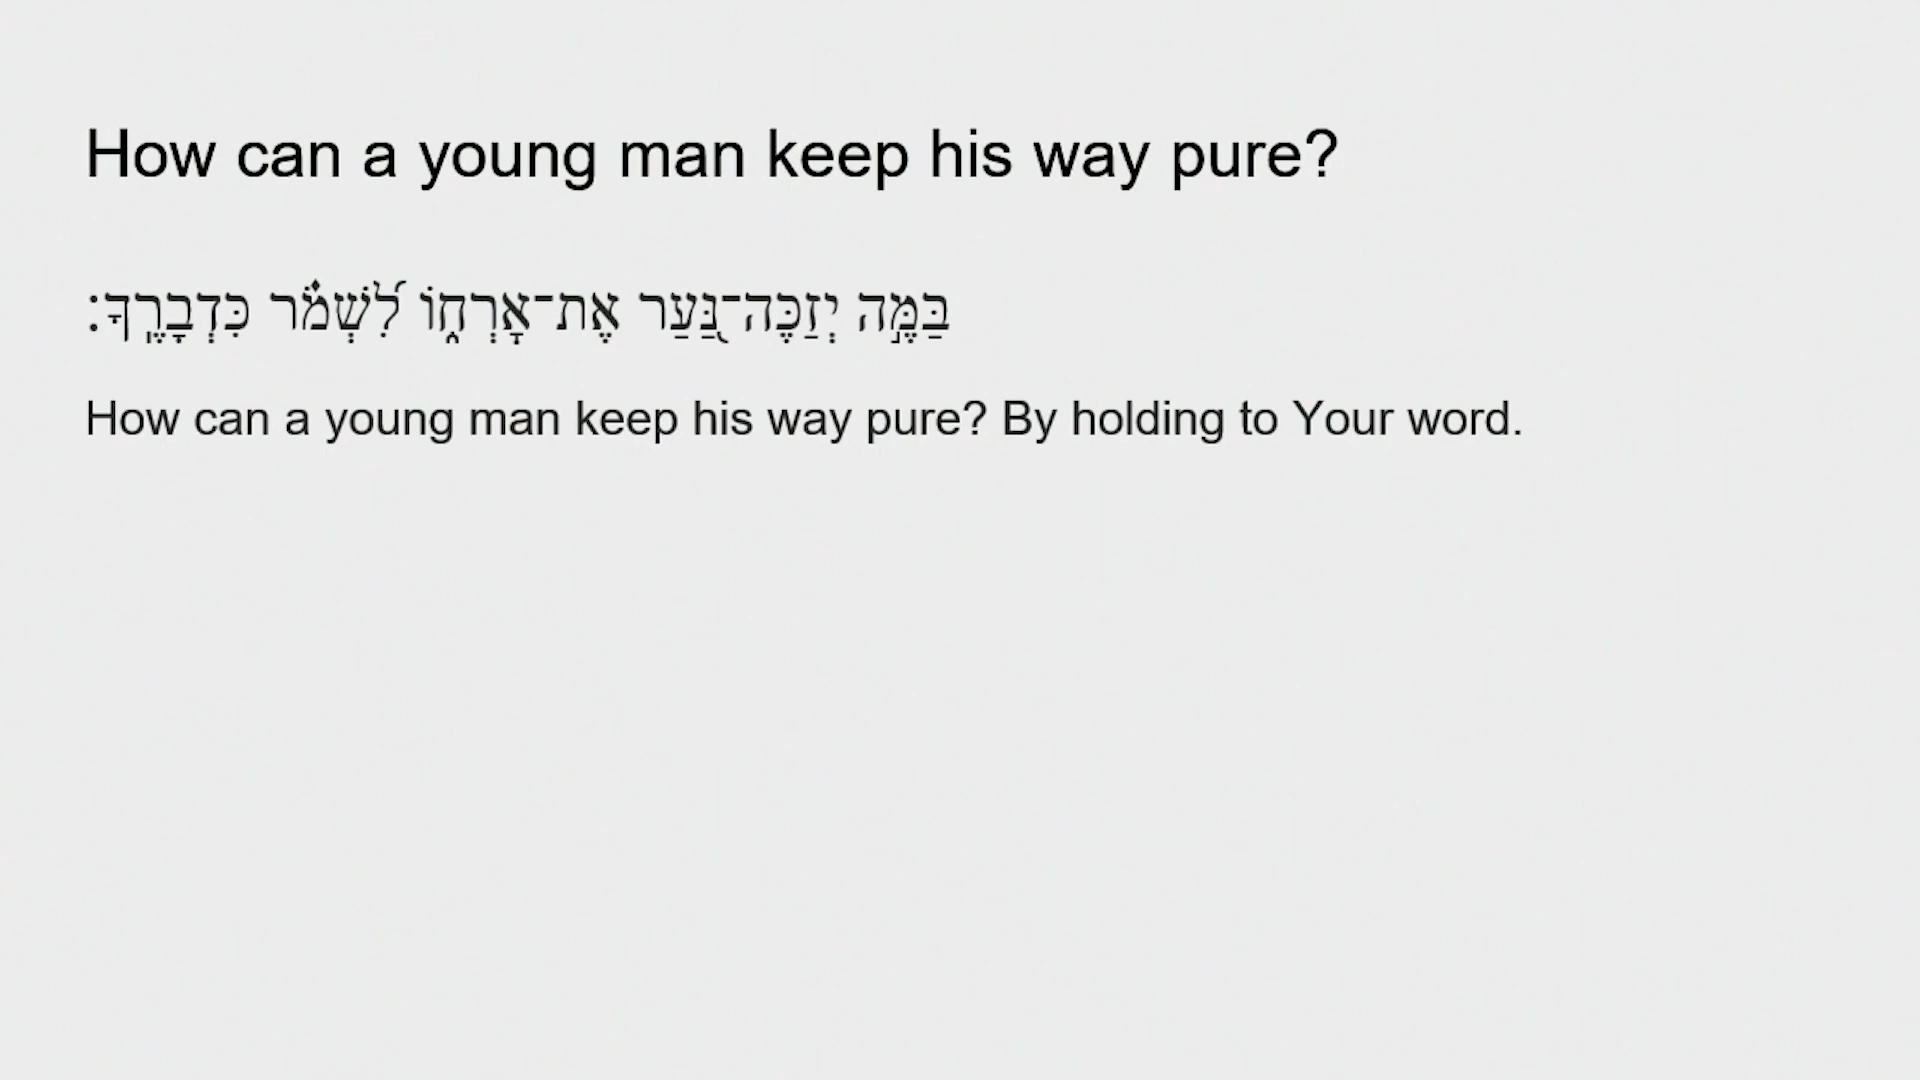 How can a young man keep his way pure?
בַּמֶּ֣ה יְזַכֶּה־נַּ֭עַר אֶת־אׇרְח֑וֹ לִ֝שְׁמֹ֗ר כִּדְבָרֶֽךָ׃
How can a young man keep his way pure? By holding to Your word.